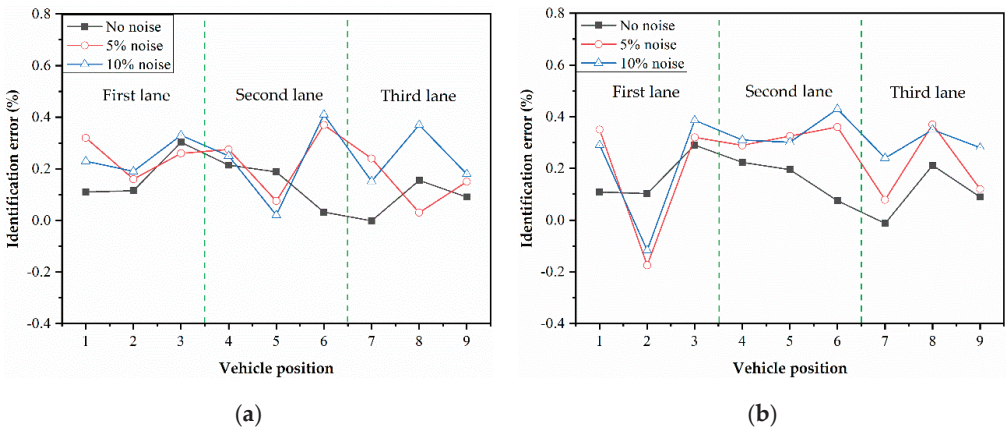 0.8
0.6
0.4
0.2
0.0
-0.2
-0.4
Identification error (%)
No noise
5% noise
10% noise
First lane
Second lane
Third lane
1 2 3 4 5 6 7 8 9
Vehicle position
(a)
0.8
0.6
0.4
0.2
0.0
-0.2
-0.4
Identification error (%)
No noise
5% noise
10% noise
First lane
Second lane
Third lane
1 2 3 4 5 6 7 8 9
Vehicle position
(b)